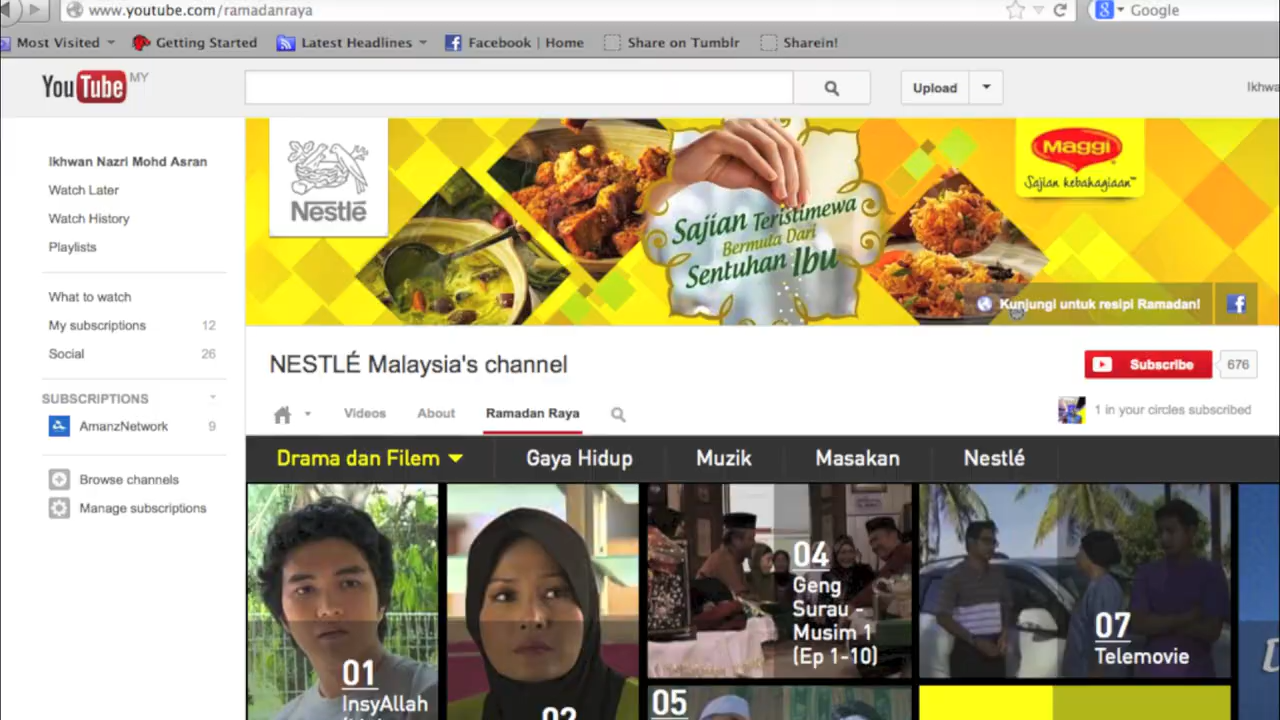 www.youtube.com/ramadanraya
Google
Most Visited
Getting Started
Latest Headlines
Facebook | Home
Share on Tumblr
Sharein!
YouTube MY
Upload
Ikhwan Nazri Mohd Asran
Watch Later
Watch History
Playlists
What to watch
My subscriptions 12
Social 26
SUBSCRIPTIONS
AmanzNetwork 9
Browse channels
Manage subscriptions
Nestlé
Sajian Teristimewa
Bermuta Dari
Sentuhan Ibu
Maggi
Sajian kebahagiaan™
Kunjungi untuk resipi Ramadan!
NESTLÉ Malaysia's channel
Subscribe 676
Videos
About
Ramadan Raya
1 in your circles subscribed
Drama dan Filem
Gaya Hidup
Muzik
Masakan
Nestlé
01
InsyAllah
02
04
Geng
Surau -
Musim 1
(Ep 1-10)
05
07
Telemovie